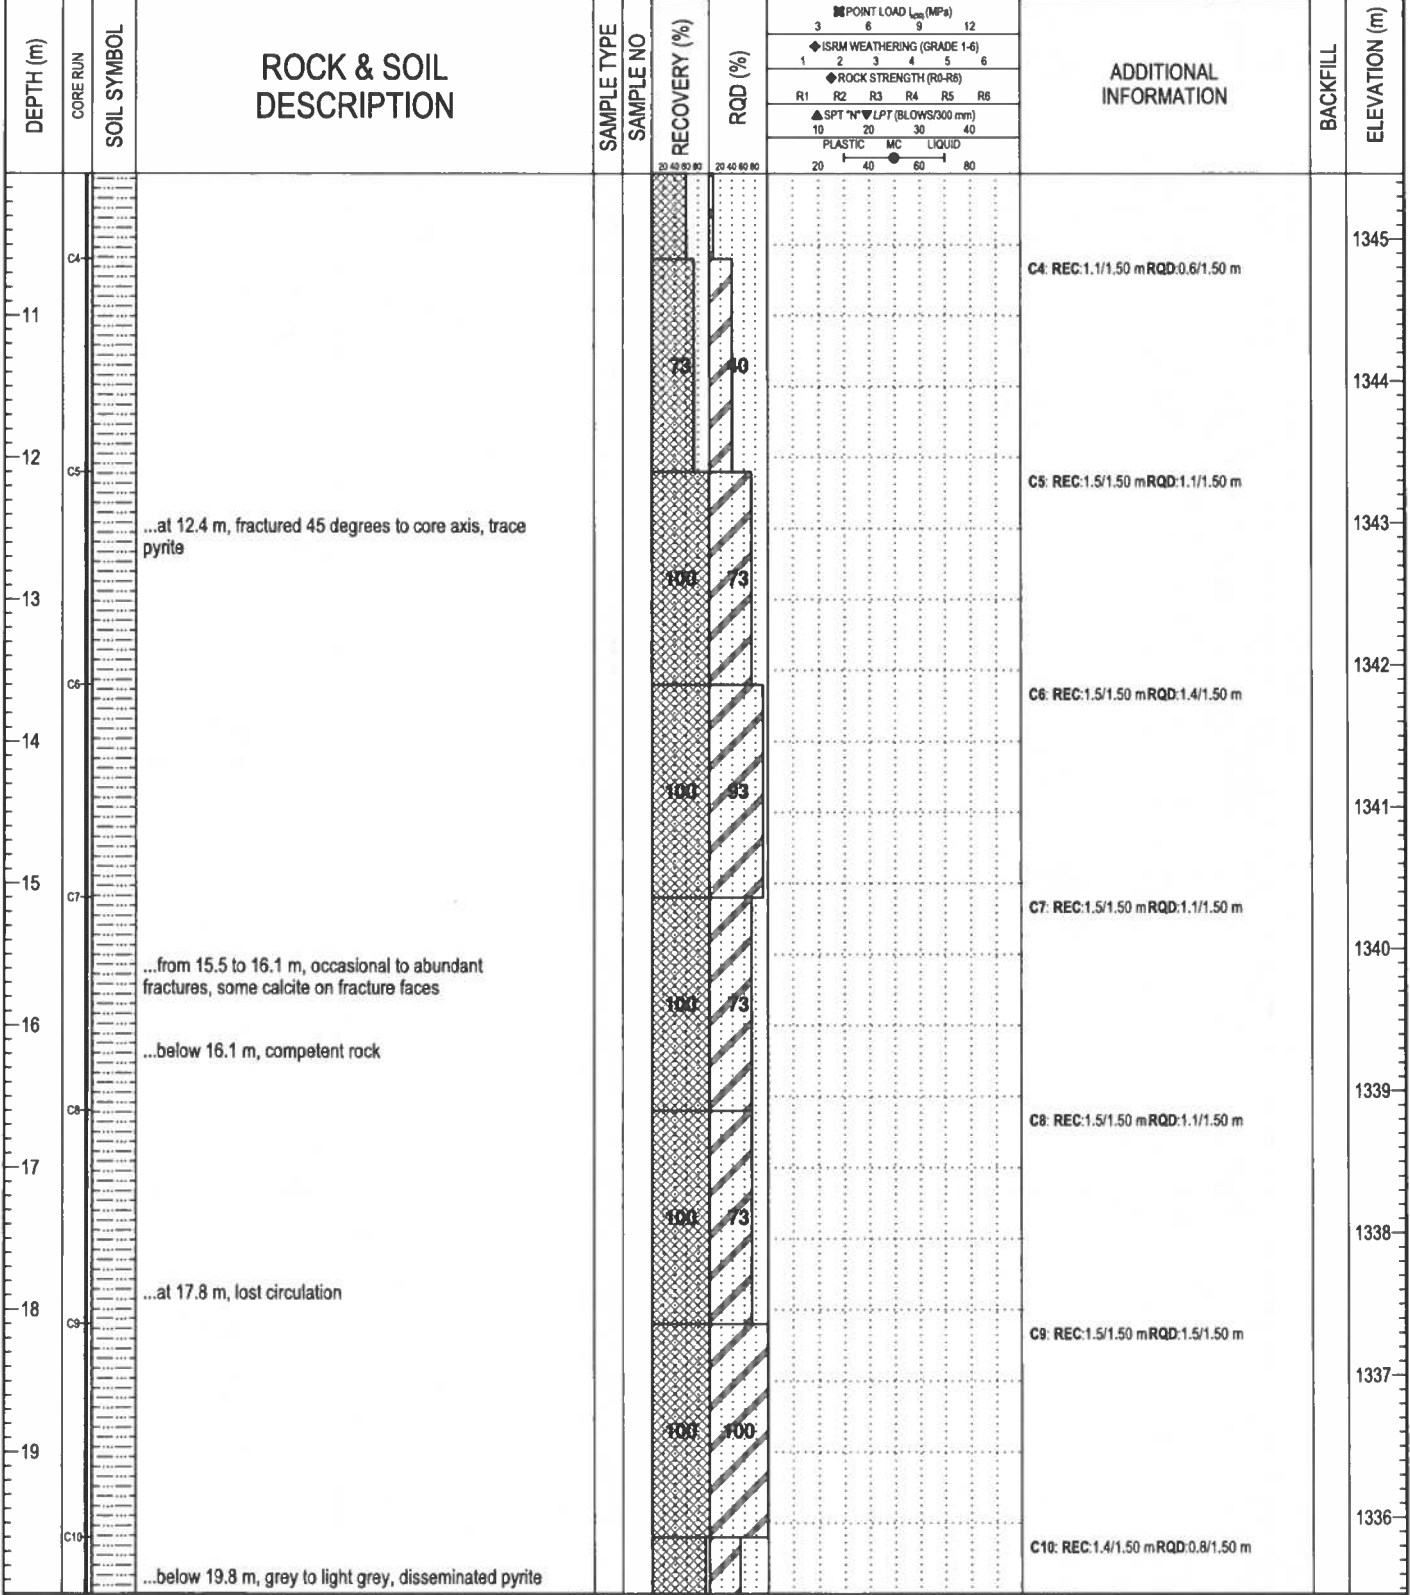 DEPTH (m)
CORE RUN
SOIL SYMBOL
ROCK & SOIL
DESCRIPTION
SAMPLE TYPE
SAMPLE NO
RECOVERY (%)
20 40 60 80
RQD (%)
20 40 60 80
POINT LOAD (MPa)
3 6 9 12
ISRM WEATHERING (GRADE 1-6)
1 2 3 4 5 6
ROCK STRENGTH (R0-R6)
R1 R2 R3 R4 R5 R6
▲SPT "N"▼LPT (BLOWS/300 mm)
10 20 30 40
PLASTIC MC LIQUID
20 40 60 80
ADDITIONAL
INFORMATION
BACKFILL
ELEVATION (m)
1345
C4
C4: REC:1.1/1.50 mRQD:0.6/1.50 m
11
73 40
1344
12
C5
C5: REC:1.5/1.50 mRQD:1.1/1.50 m
...at 12.4 m, fractured 45 degrees to core axis, trace
pyrite
1343
100 73
13
1342
C6
C6: REC:1.5/1.50 mRQD:1.4/1.50 m
14
100 93
1341
15
C7
C7: REC:1.5/1.50 mRQD:1.1/1.50 m
1340
...from 15.5 to 16.1 m, occasional to abundant
fractures, some calcite on fracture faces
100 73
16
...below 16.1 m, competent rock
1339
C8
C8: REC:1.5/1.50 mRQD:1.1/1.50 m
17
100 73
1338
...at 17.8 m, lost circulation
18
C9
C9: REC:1.5/1.50 mRQD:1.5/1.50 m
1337
100 100
19
1336
C10
C10: REC:1.4/1.50 mRQD:0.8/1.50 m
...below 19.8 m, grey to light grey, disseminated pyrite